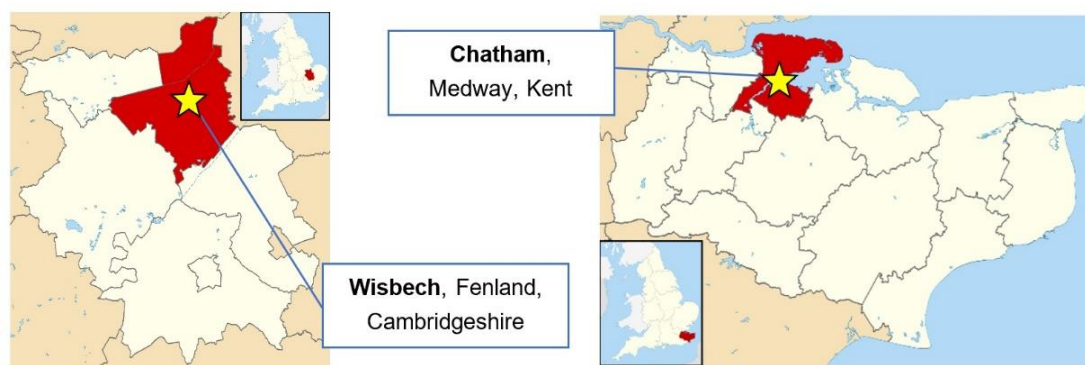 Chatham,
Medway, Kent
Wisbech, Fenland,
Cambridgeshire